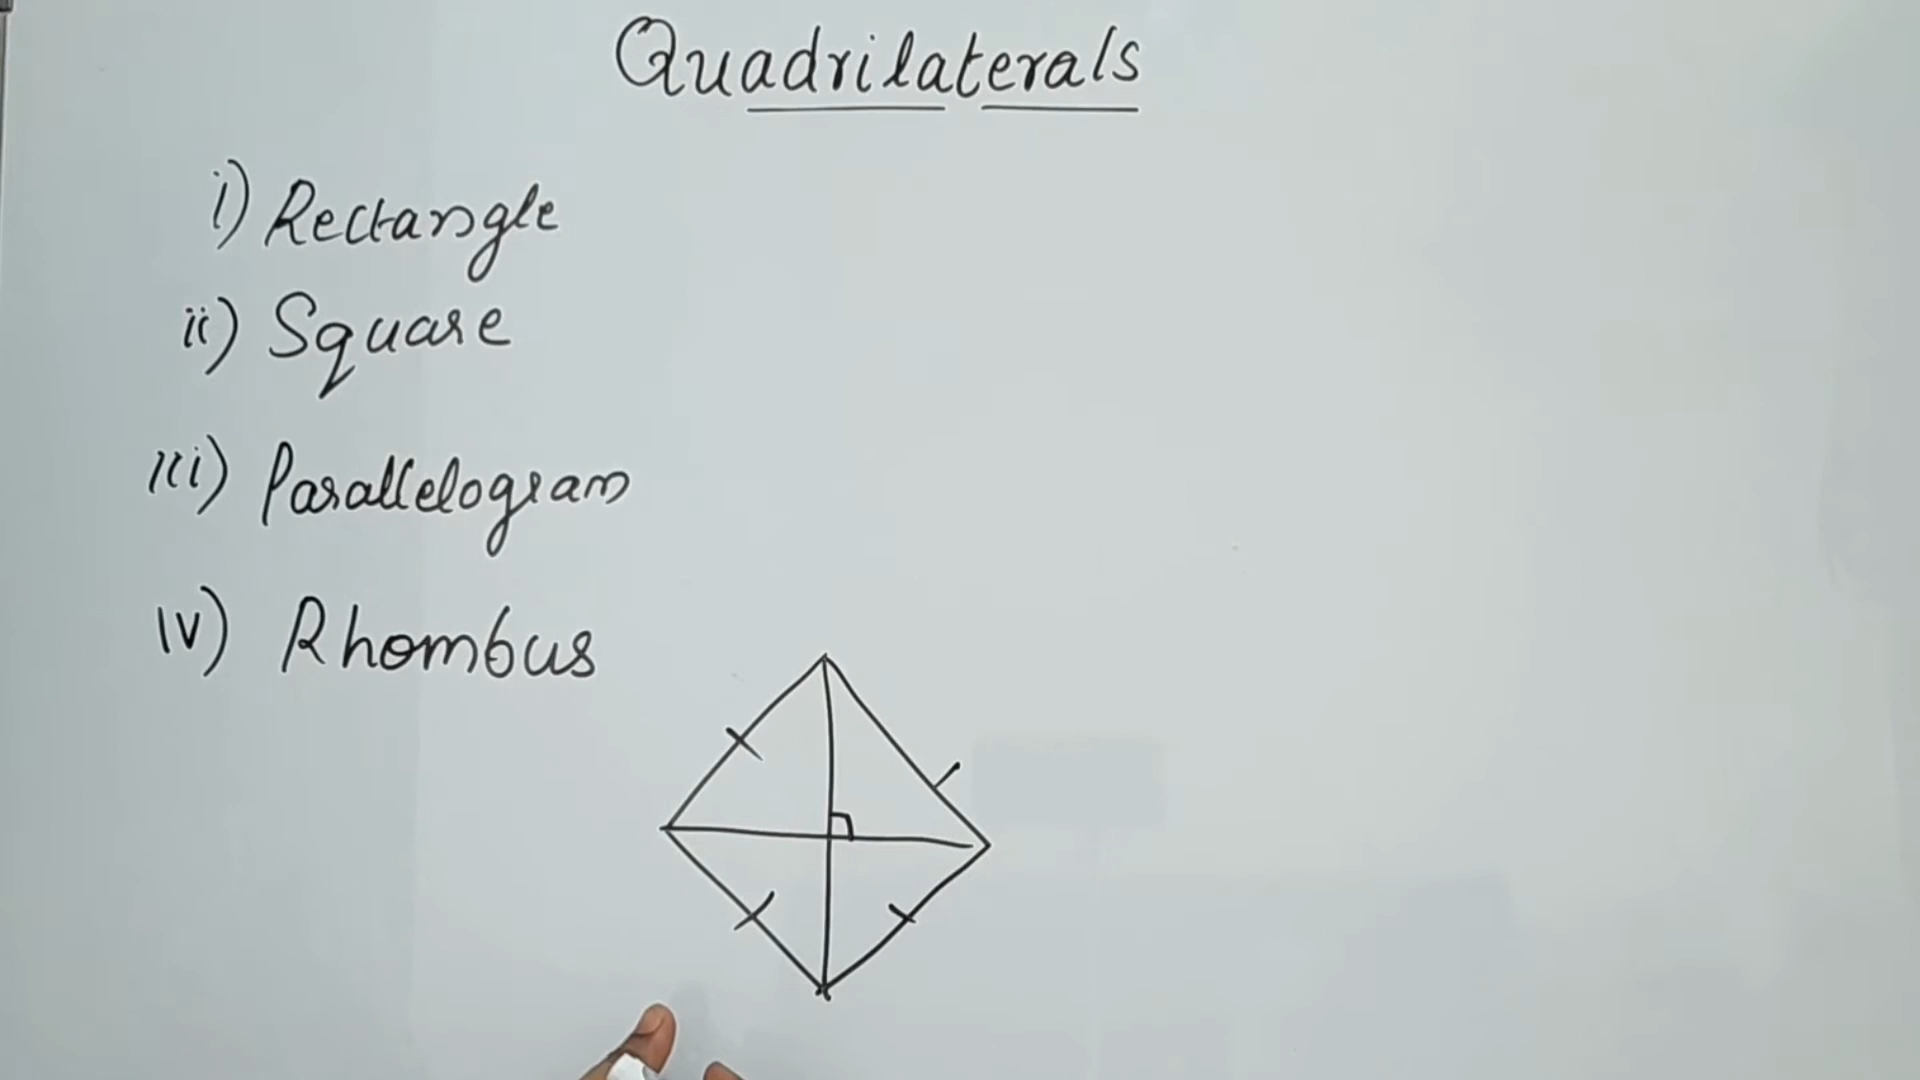 Quadrilaterals
i) Rectangle
ii) Square
iii) Parallelogram
iv) Rhombus